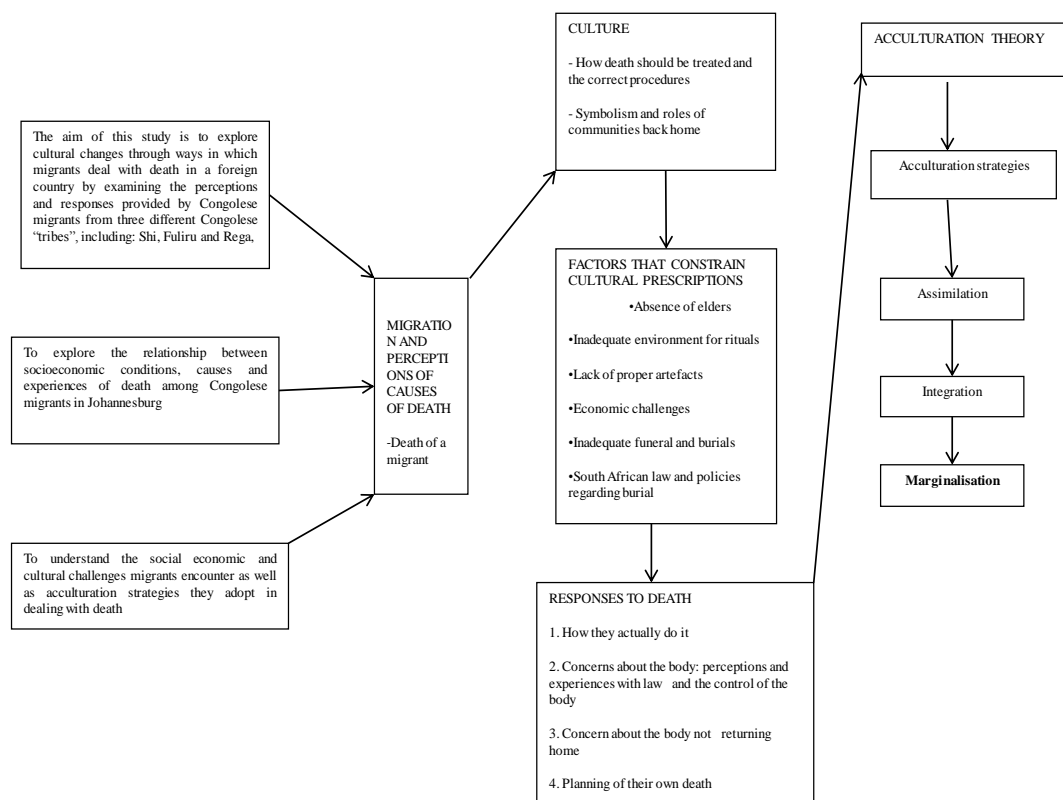 The aim of this study is to explore
cultural changes through ways in which
migrants deal with death in a foreign
country by examining the perceptions
and responses provided by Congolese
migrants from three different Congolese
“tribes”, including: Shi, Fuliru and Rega,
To explore the relationship between
socioeconomic conditions, causes and
experiences of death among Congolese
migrants in Johannesburg
To understand the social economic and
cultural challenges migrants encounter as well
as acculturation strategies they adopt in
dealing with death
MIGRATIO
N AND
PERCEPTI
ONS OF
CAUSES
OF DEATH
-Death of a
migrant
CULTURE
- How death should be treated and
the correct procedures
- Symbolism and roles of
communities back home
FACTORS THAT CONSTRAIN
CULTURAL PRESCRIPTIONS
•Absence of elders
•Inadequate environment for rituals
•Lack of proper artefacts
•Economic challenges
•Inadequate funeral and burials
•South African law and policies
regarding burial
RESPONSES TO DEATH
1. How they actually do it
2. Concerns about the body: perceptions and
experiences with law and the control of the
body
3. Concern about the body not returning
home
4. Planning of their own death
ACCULTURATION THEORY
Acculturation strategies
Assimilation
Integration
Marginalisation